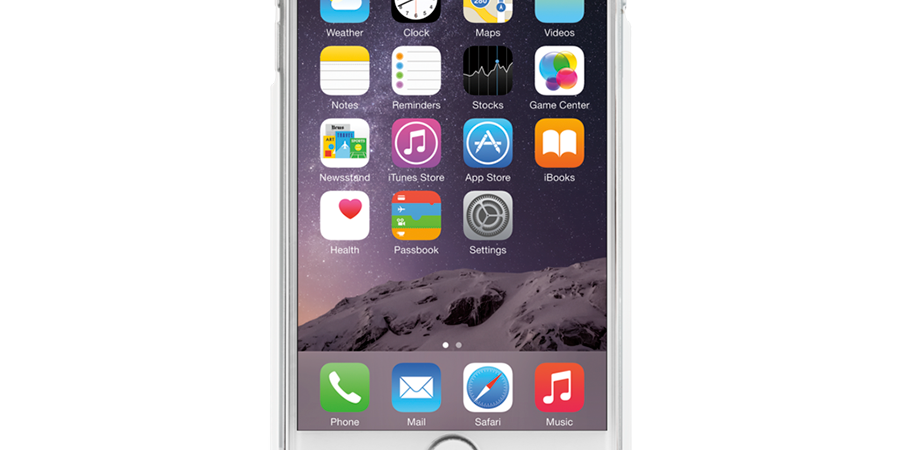 280
Weather Clock Maps Videos
Notes Reminders Stocks Game Center
Newsstand iTunes Store App Store iBooks
Health Passbook Settings
Phone Mail Safari Music